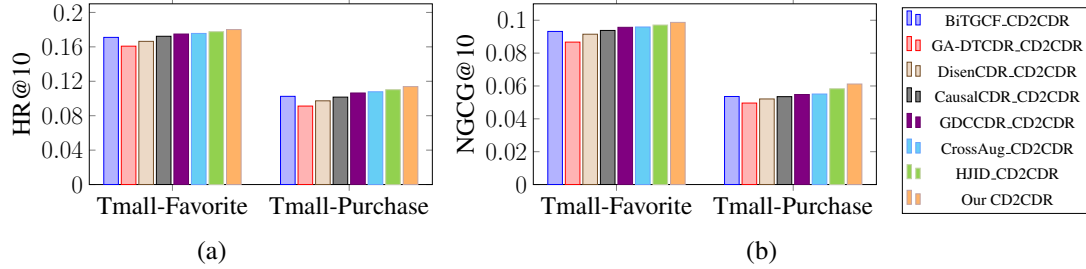 0.2
0.16
0.12
0.08
0.04
0
HR@10
Tmall-Favorite Tmall-Purchase
(a)
0.1
0.08
0.06
0.04
0.02
0
NGCG@10
Tmall-Favorite Tmall-Purchase
(b)
BiTGCF_CD2CDR
GA-DTCDR_CD2CDR
DisenCDR_CD2CDR
CausalCDR_CD2CDR
GDCCDR_CD2CDR
CrossAug_CD2CDR
HJID_CD2CDR
Our CD2CDR